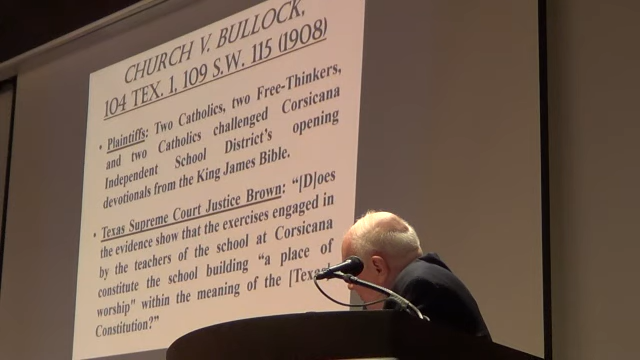 CHURCH V. BULLOCK,
104 TEX. 1, 109 S.W. 115 (1908)
• Plaintiffs: Two Catholics, two Free-Thinkers,
and two Catholics challenged Corsicana
Independent School District's opening
devotionals from the King James Bible.
• Texas Supreme Court Justice Brown: "[D]oes
the evidence show that the exercises engaged in
by the teachers of the school at Corsicana
constitute the school building "a place of
worship" within the meaning of the [Texas
Constitution?"